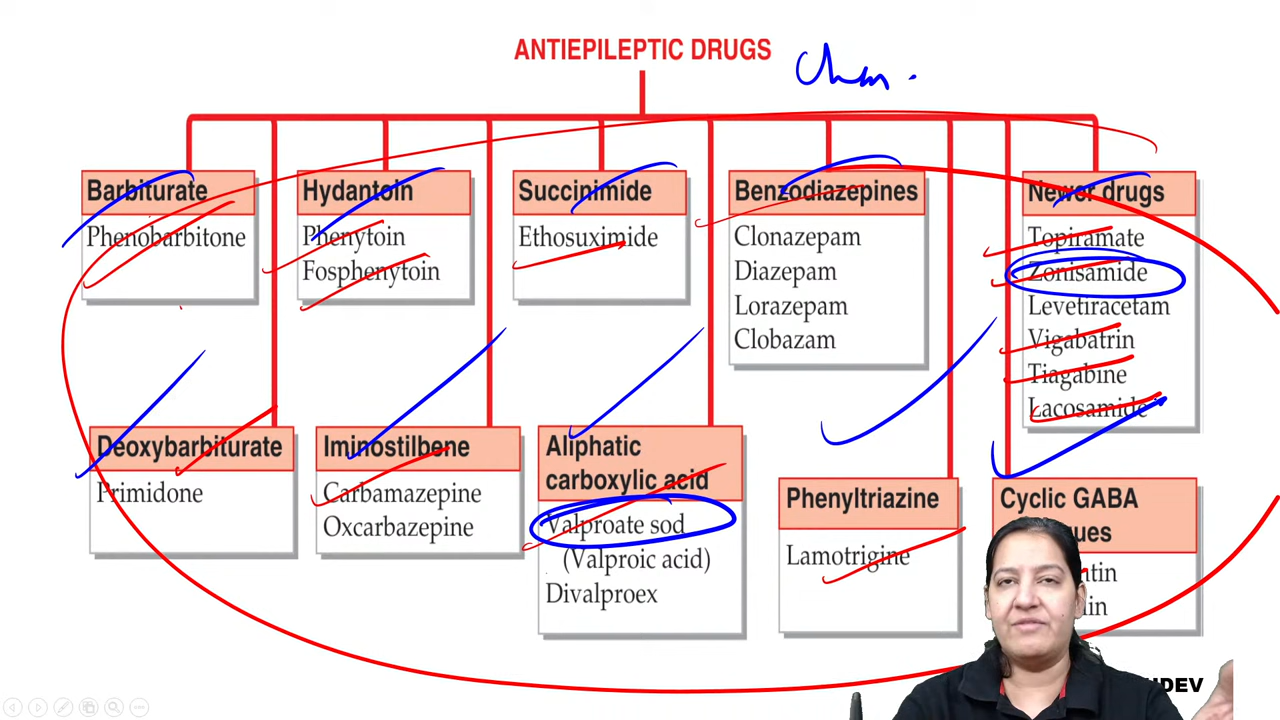 ANTIEPILEPTIC DRUGS
Barbiturate
Phenobarbitone
Hydantoin
Phenytoin
Fosphenytoin
Succinimide
Ethosuximide
Benzodiazepines
Clonazepam
Diazepam
Lorazepam
Clobazam
Newer drugs
Topiramate
Zonisamide
Levetiracetam
Vigabatrin
Tiagabine
Lacosamide
Deoxybarbiturate
Primidone
Iminostilbene
Carbamazepine
Oxcarbazepine
Aliphatic
carboxylic acid
Valproate sod
(Valproic acid)
Divalproex
Phenyltriazine
Lamotrigine
Cyclic GABA